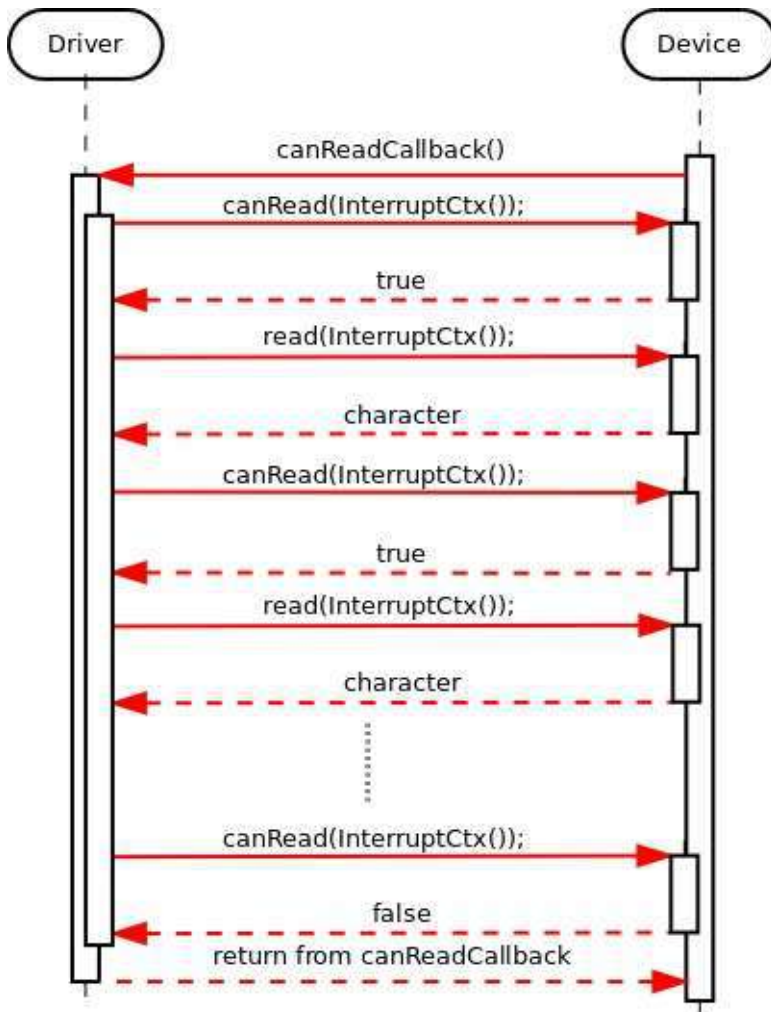 Driver
Device
canReadCallback()
canRead(InterruptCtx());
true
read(InterruptCtx());
character
canRead(InterruptCtx());
true
read(InterruptCtx());
character
canRead(InterruptCtx());
false
return from canReadCallback